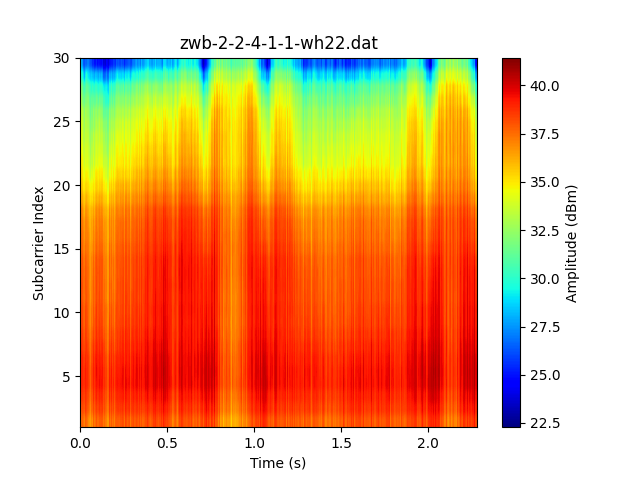 zwb-2-2-4-1-1-wh22.dat
30
25
20
15
10
5
Subcarrier Index
0.0 0.5 1.0 1.5 2.0
Time (s)
40.0
37.5
35.0
32.5
30.0
27.5
25.0
22.5
Amplitude (dBm)